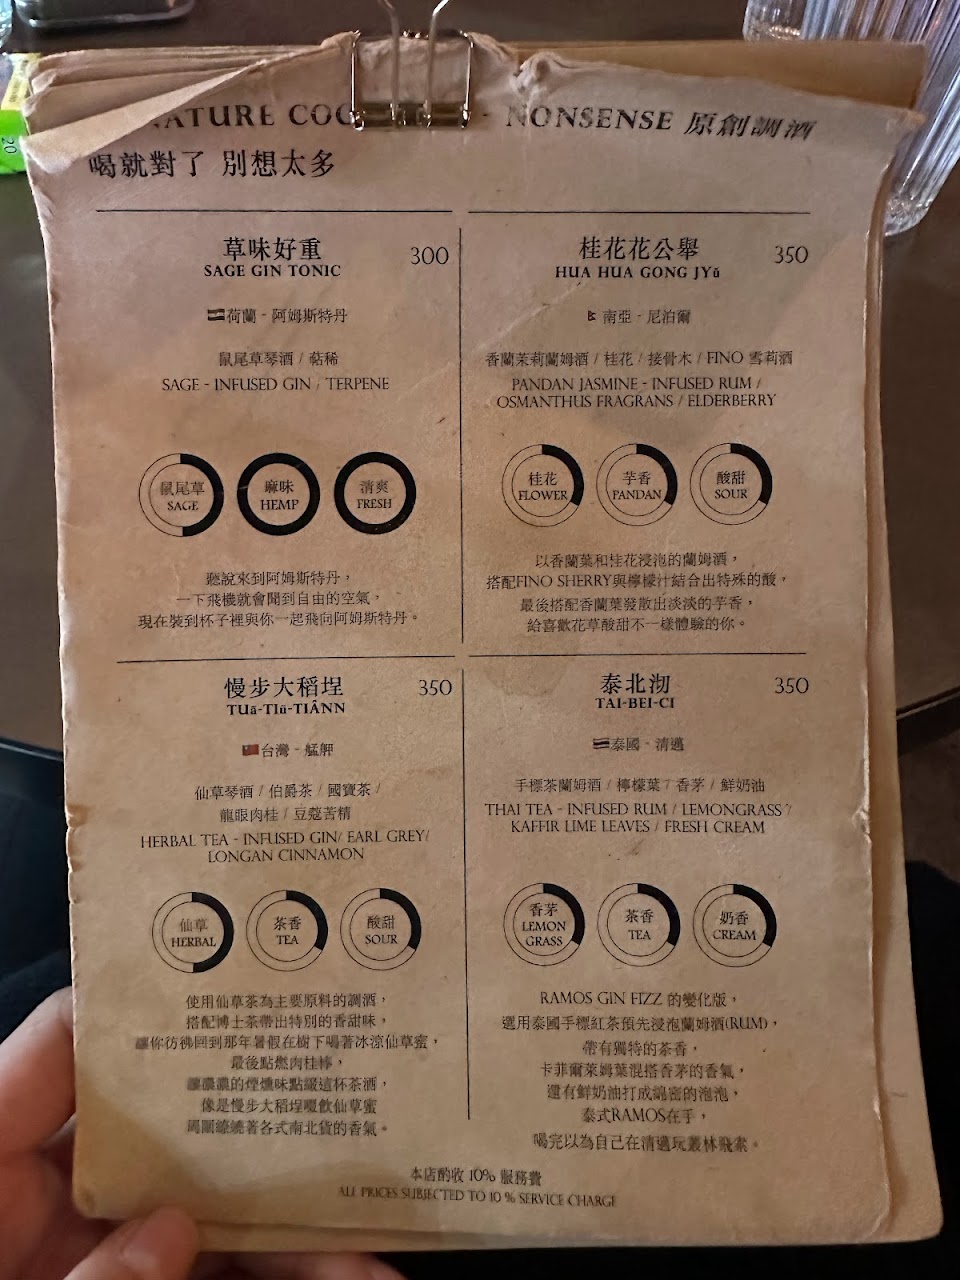 NATURE COC - NONSENSE 原創調酒
喝就對了 別想太多
草味好重 300
SAGE GIN TONIC
荷蘭 - 阿姆斯特丹
鼠尾草琴酒 / 萜稀
SAGE - INFUSED GIN / TERPENE
鼠尾草
SAGE
麻味
HEMP
清爽
FRESH
聽說來到阿姆斯特丹，
一下飛機就會聞到自由的空氣，
現在裝到杯子裡與你一起飛向阿姆斯特丹。
桂花花公舉 350
HUA HUA GONG JYŭ
南亞 - 尼泊爾
香蘭茉莉蘭姆酒 / 桂花 / 接骨木 / FINO 雪莉酒
PANDAN JASMINE - INFUSED RUM /
OSMANTHUS FRAGRANS / ELDERBERRY
桂花
FLOWER
芋香
PANDAN
酸甜
SOUR
以香蘭葉和桂花浸泡的蘭姆酒，
搭配FINO SHERRY與檸檬汁結合出特殊的酸，
最後搭配香蘭葉發散出淡淡的芋香，
給喜歡花草酸甜不一樣體驗的你。
慢步大稻埕 350
TUā-TIū-TIÂNN
台灣 - 艋舺
仙草琴酒 / 伯爵茶 / 國寶茶 /
龍眼肉桂 / 豆蔻苦精
HERBAL TEA - INFUSED GIN/ EARL GREY/
LONGAN CINNAMON
仙草
HERBAL
茶香
TEA
酸甜
SOUR
使用仙草茶為主要原料的調酒，
搭配博士茶帶出特別的香甜味，
讓你彷彿回到那年暑假在樹下喝著冰涼仙草蜜，
最後點燃肉桂棒，
讓濃濃的煙燻味點綴這杯茶酒，
像是慢步大稻埕啜飲仙草蜜
周圍繚繞著各式南北貨的香氣。
泰北沏 350
TAI-BEI-CI
泰國 - 清邁
手標茶蘭姆酒 / 檸檬葉 / 香茅 / 鮮奶油
THAI TEA - INFUSED RUM / LEMONGRASS /
KAFFIR LIME LEAVES / FRESH CREAM
香茅
LEMON
GRASS
茶香
TEA
奶香
CREAM
RAMOS GIN FIZZ 的變化版，
選用泰國手標紅茶預先浸泡蘭姆酒(RUM)，
帶有獨特的茶香，
卡菲爾萊姆葉混搭香茅的香氣，
還有鮮奶油打成綿密的泡泡，
泰式RAMOS在手，
喝完以為自己在清邁玩叢林飛索。
本店酌收 10% 服務費
ALL PRICES SUBJECTED TO 10 % SERVICE CHARGE
20